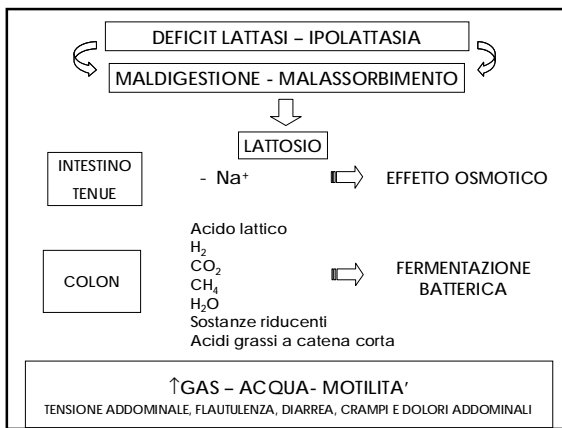 DEFICIT LATTASI – IPOLATTASIA
MALDIGESTIONE - MALASSORBIMENTO
LATTOSIO
INTESTINO
TENUE
- Na⁺
EFFETTO OSMOTICO
COLON
Acido lattico
H₂
CO₂
CH₄
H₂O
Sostanze riducenti
Acidi grassi a catena corta
FERMENTAZIONE
BATTERICA
↑GAS – ACQUA- MOTILITA'
TENSIONE ADDOMINALE, FLAUTULENZA, DIARREA, CRAMPI E DOLORI ADDOMINALI